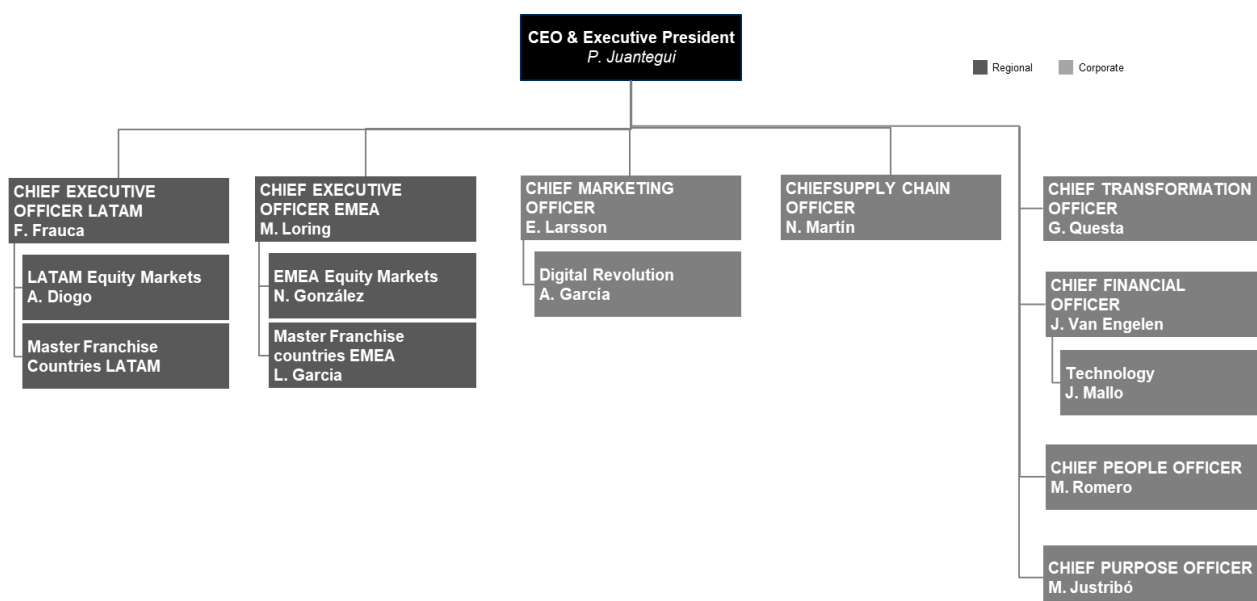 CEO & Executive President
P. Juantegui
Regional
Corporate
CHIEF EXECUTIVE
OFFICER LATAM
F. Frauca
LATAM Equity Markets
A. Diogo
Master Franchise
Countries LATAM
CHIEF EXECUTIVE
OFFICER EMEA
M. Loring
EMEA Equity Markets
N. González
Master Franchise
countries EMEA
L. Garcia
CHIEF MARKETING
OFFICER
E. Larsson
Digital Revolution
A. García
CHIEFSUPPLY CHAIN
OFFICER
N. Martín
CHIEF TRANSFORMATION
OFFICER
G. Questa
CHIEF FINANCIAL
OFFICER
J. Van Engelen
Technology
J. Mallo
CHIEF PEOPLE OFFICER
M. Romero
CHIEF PURPOSE OFFICER
M. Justribó